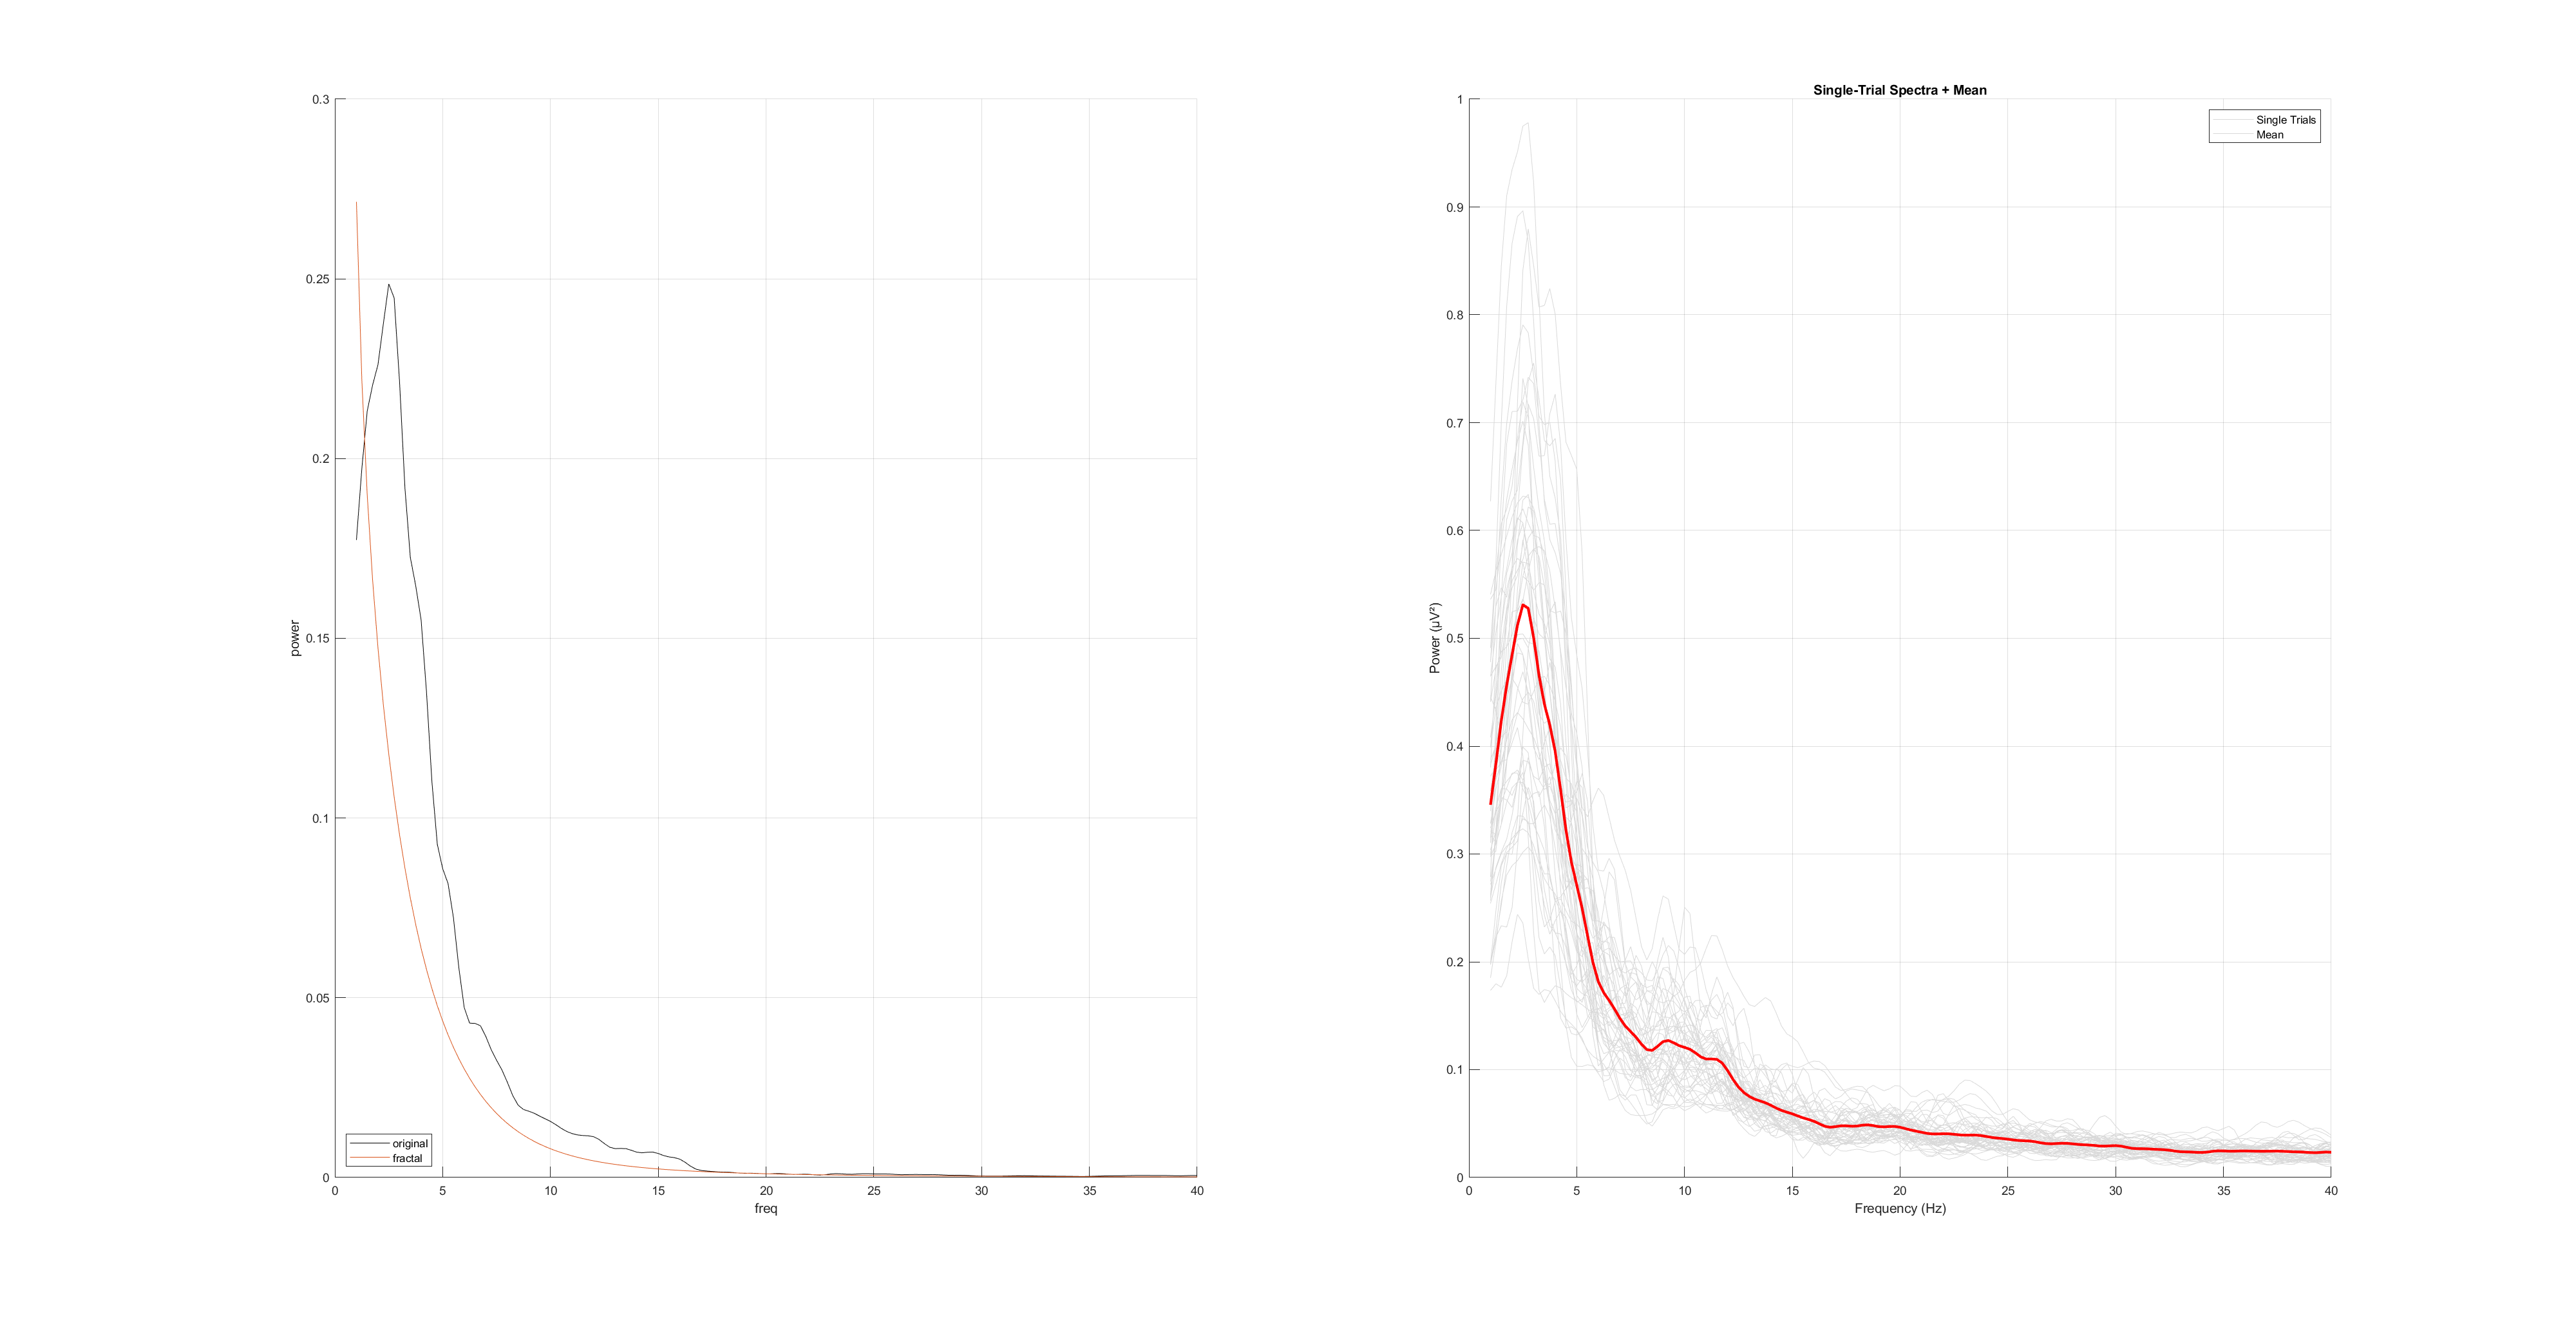 0.3
0.25
0.2
0.15
0.1
0.05
0
power
0 5 10 15 20 25 30 35 40
freq
original
fractal
Single-Trial Spectra + Mean
1
0.9
0.8
0.7
0.6
0.5
0.4
0.3
0.2
0.1
0
Power (µV²)
0 5 10 15 20 25 30 35 40
Frequency (Hz)
Single Trials
Mean